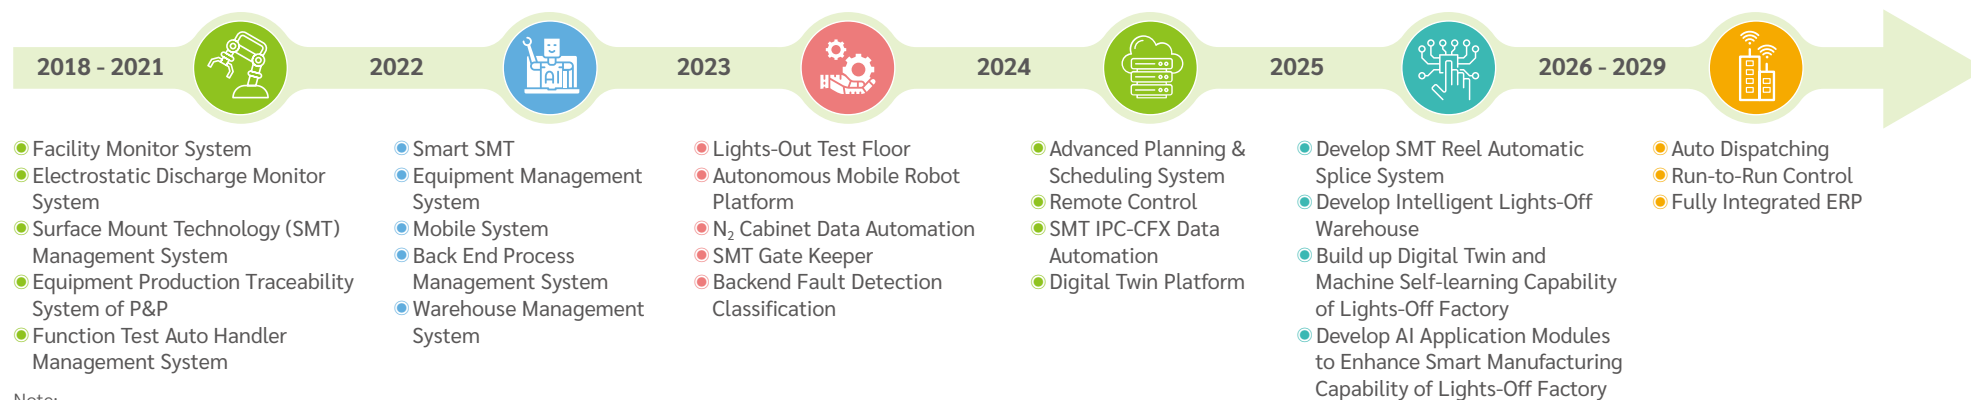 2018 - 2021
2022
2023
2024
2025
2026 - 2029
AI
Facility Monitor System
Electrostatic Discharge Monitor
System
Surface Mount Technology (SMT)
Management System
Equipment Production Traceability
System of P&P
Function Test Auto Handler
Management System
Smart SMT
Equipment Management
System
Mobile System
Back End Process
Management System
Warehouse Management
System
Lights-Out Test Floor
Autonomous Mobile Robot
Platform
N₂ Cabinet Data Automation
SMT Gate Keeper
Backend Fault Detection
Classification
Advanced Planning &
Scheduling System
Remote Control
SMT IPC-CFX Data
Automation
Digital Twin Platform
Develop SMT Reel Automatic
Splice System
Develop Intelligent Lights-Off
Warehouse
Build up Digital Twin and
Machine Self-learning Capability
of Lights-Off Factory
Develop AI Application Modules
to Enhance Smart Manufacturing
Capability of Lights-Off Factory
Auto Dispatching
Run-to-Run Control
Fully Integrated ERP
Note: